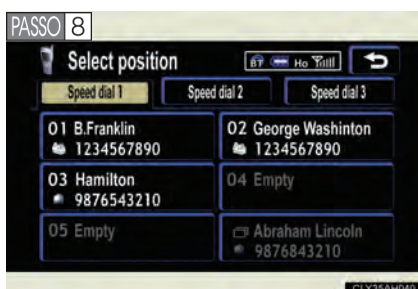 PASSO 8
Select position
BT Ho
Speed dial 1 Speed dial 2 Speed dial 3
01 B.Franklin
1234567890
02 George Washinton
1234567890
03 Hamilton
9876543210
04 Empty
05 Empty
Abraham Lincoln
9876843210